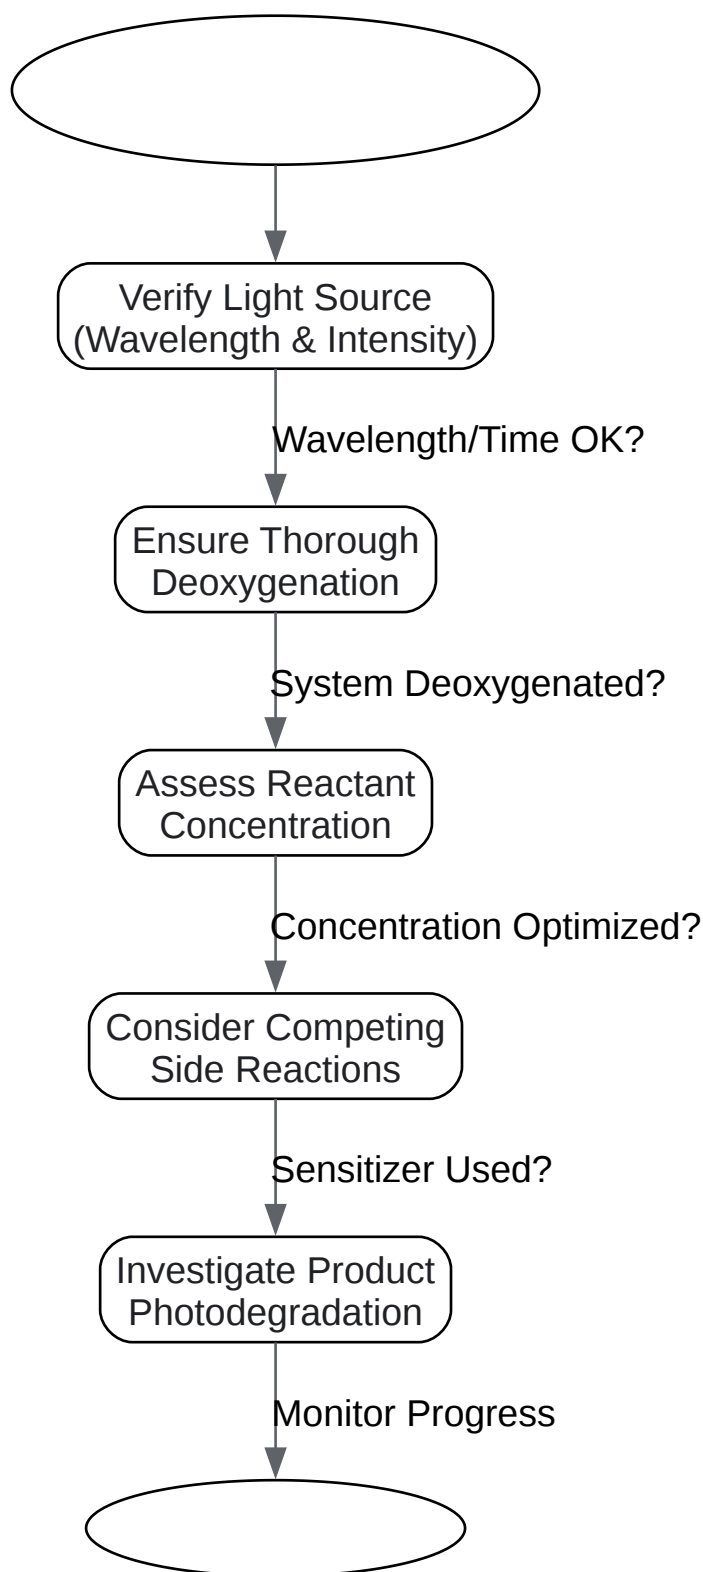 Verify Light Source
(Wavelength & Intensity)
Wavelength/Time OK?
Ensure Thorough
Deoxygenation
System Deoxygenated?
Assess Reactant
Concentration
Concentration Optimized?
Consider Competing
Side Reactions
Sensitizer Used?
Investigate Product
Photodegradation
Monitor Progress